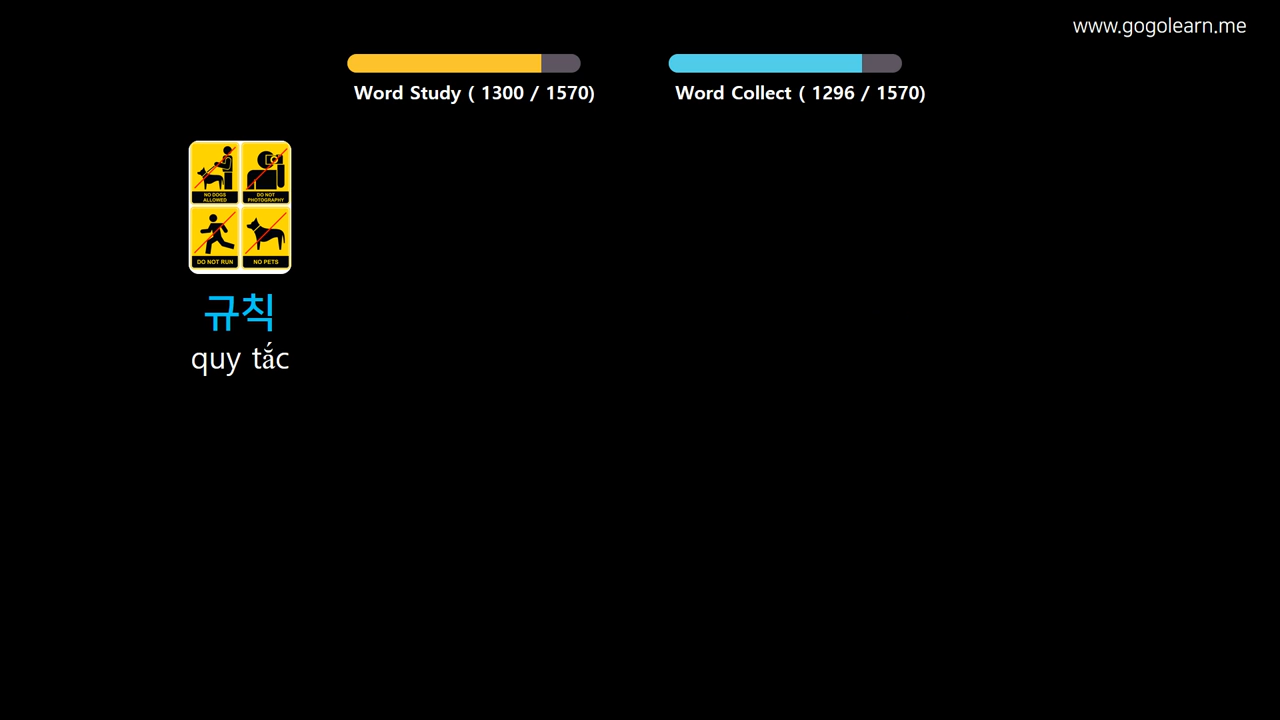 www.gogolearn.me
Word Study ( 1300 / 1570)
Word Collect ( 1296 / 1570)
NO DOGS
ALLOWED
DO NOT
PHOTOGRAPHY
DO NOT RUN
NO PETS
규칙
quy tắc